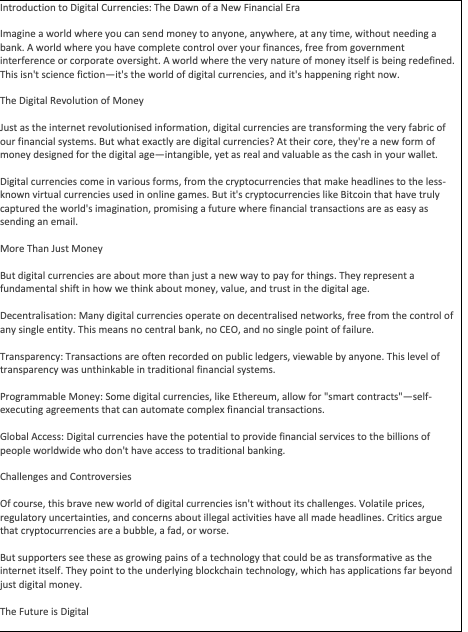 Introduction to Digital Currencies: The Dawn of a New Financial Era
Imagine a world where you can send money to anyone, anywhere, at any time, without needing a
bank. A world where you have complete control over your finances, free from government
interference or corporate oversight. A world where the very nature of money itself is being redefined.
This isn't science fiction—it's the world of digital currencies, and it's happening right now.
The Digital Revolution of Money
Just as the internet revolutionised information, digital currencies are transforming the very fabric of
our financial systems. But what exactly are digital currencies? At their core, they're a new form of
money designed for the digital age—intangible, yet as real and valuable as the cash in your wallet.
Digital currencies come in various forms, from the cryptocurrencies that make headlines to the less-
known virtual currencies used in online games. But it's cryptocurrencies like Bitcoin that have truly
captured the world's imagination, promising a future where financial transactions are as easy as
sending an email.
More Than Just Money
But digital currencies are about more than just a new way to pay for things. They represent a
fundamental shift in how we think about money, value, and trust in the digital age.
Decentralisation: Many digital currencies operate on decentralised networks, free from the control of
any single entity. This means no central bank, no CEO, and no single point of failure.
Transparency: Transactions are often recorded on public ledgers, viewable by anyone. This level of
transparency was unthinkable in traditional financial systems.
Programmable Money: Some digital currencies, like Ethereum, allow for "smart contracts"—self-
executing agreements that can automate complex financial transactions.
Global Access: Digital currencies have the potential to provide financial services to the billions of
people worldwide who don't have access to traditional banking.
Challenges and Controversies
Of course, this brave new world of digital currencies isn't without its challenges. Volatile prices,
regulatory uncertainties, and concerns about illegal activities have all made headlines. Critics argue
that cryptocurrencies are a bubble, a fad, or worse.
But supporters see these as growing pains of a technology that could be as transformative as the
internet itself. They point to the underlying blockchain technology, which has applications far beyond
just digital money.
The Future is Digital